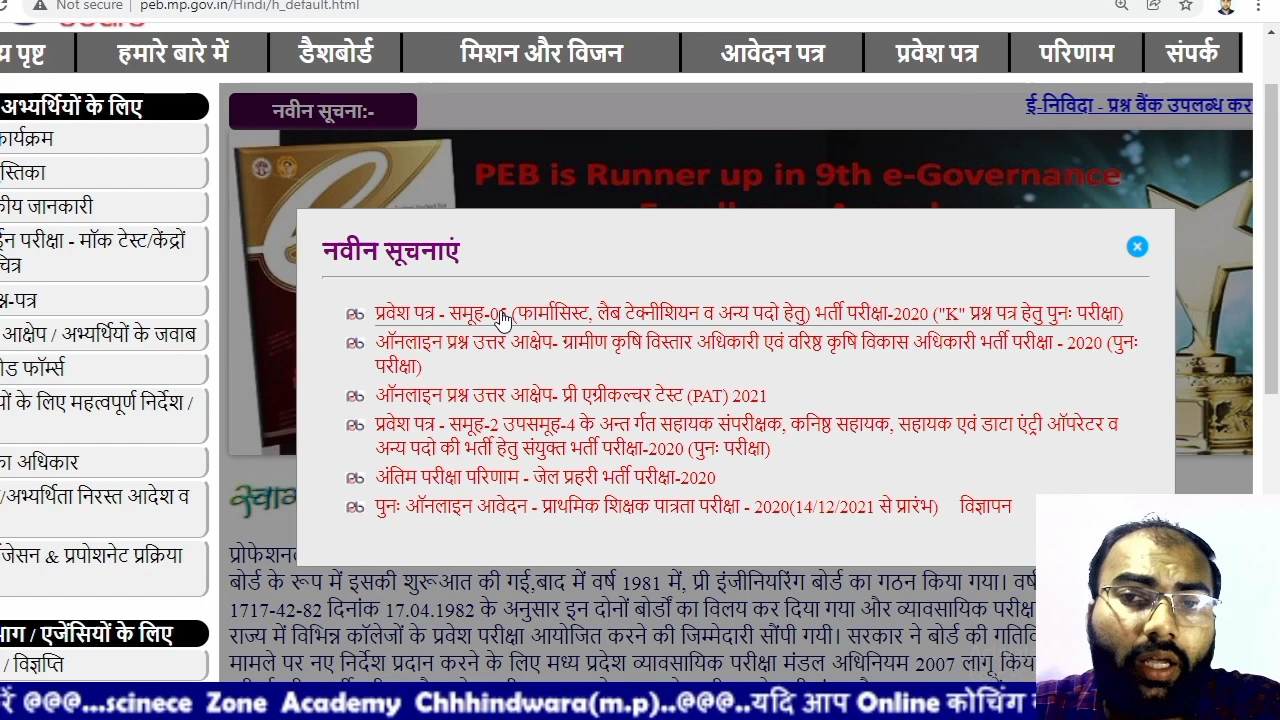 Not secure | peb.mp.gov.in/Hindi/h_default.html
य पृष्ट हमारे बारे में डैशबोर्ड मिशन और विजन आवेदन पत्र प्रवेश पत्र परिणाम संपर्क
अभ्यर्थियों के लिए
नवीन सूचना:-
ई-निविदा - प्रश्न बैंक उपलब्ध कर
कार्यक्रम
स्तिका
कीय जानकारी
ईन परीक्षा - मॉक टेस्ट/केंद्रों
चित्र
श्न-पत्र
आक्षेप / अभ्यर्थियों के जवाब
ोड फॉर्म्स
ों के लिए महत्वपूर्ण निर्देश /
का अधिकार
/अभ्यर्थिता निरस्त आदेश व
जेसन & प्रपोशनेट प्रक्रिया
भाग / एजेंसियों के लिए
/ विज्ञप्ति
PEB is Runner up in 9th e-Governance
नवीन सूचनाएं
प्रवेश पत्र - समूह-0 (फार्मासिस्ट, लैब टेक्नीशियन व अन्य पदो हेतु) भर्ती परीक्षा-2020 ("K" प्रश्न पत्र हेतु पुनः परीक्षा)
ऑनलाइन प्रश्न उत्तर आक्षेप- ग्रामीण कृषि विस्तार अधिकारी एवं वरिष्ठ कृषि विकास अधिकारी भर्ती परीक्षा - 2020 (पुनः
परीक्षा)
ऑनलाइन प्रश्न उत्तर आक्षेप- प्री एग्रीकल्चर टेस्ट (PAT) 2021
प्रवेश पत्र - समूह-2 उपसमूह-4 के अन्त र्गत सहायक संपरीक्षक, कनिष्ठ सहायक, सहायक एवं डाटा एंट्री ऑपरेटर व
अन्य पदो की भर्ती हेतु संयुक्त भर्ती परीक्षा-2020 (पुनः परीक्षा)
अंतिम परीक्षा परिणाम - जेल प्रहरी भर्ती परीक्षा-2020
पुनः ऑनलाइन आवेदन - प्राथमिक शिक्षक पात्रता परीक्षा - 2020(14/12/2021 से प्रारंभ) विज्ञापन
स्वाग
प्रोफेशन
बोर्ड के रूप में इसकी शुरूआत की गई,बाद में वर्ष 1981 में, प्री इंजीनियरिंग बोर्ड का गठन किया गया। वर्ष
1717-42-82 दिनांक 17.04.1982 के अनुसार इन दोनों बोर्डों का विलय कर दिया गया और व्यावसायिक परीक्षा
राज्य में विभिन्न कॉलेजों के प्रवेश परीक्षा आयोजित करने की जिम्मेदारी सौंपी गयी। सरकार ने बोर्ड की गतिवि
मामले पर नए निर्देश प्रदान करने के लिए मध्य प्रदेश व्यावसायिक परीक्षा मंडल अधिनियम 2007 लागू किय
रें @@@...scinece Zone Academy Chhhindwara(m.p)..@@@..यदि आप Online कोचिंग